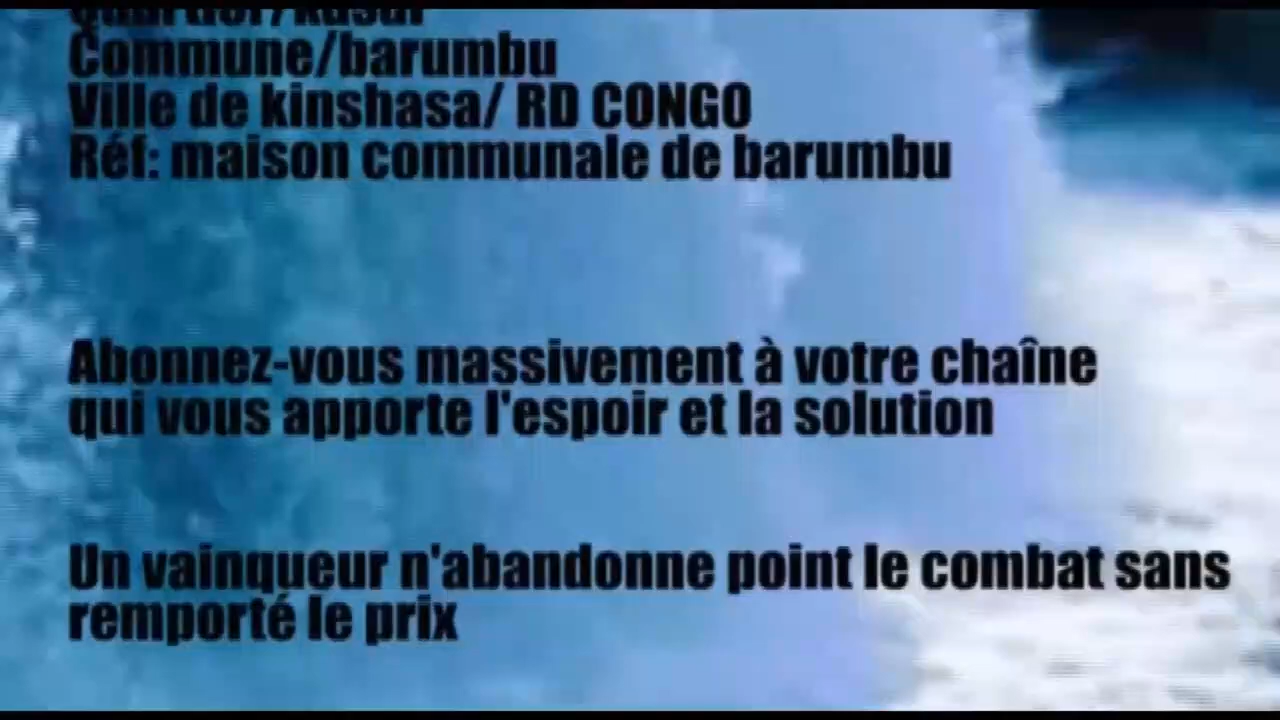 Commune/barumbu
Ville de kinshasa/ RD CONGO
Réf: maison communale de barumbu
Abonnez-vous massivement à votre chaîne
qui vous apporte l'espoir et la solution
Un vainqueur n'abandonne point le combat sans
remporté le prix